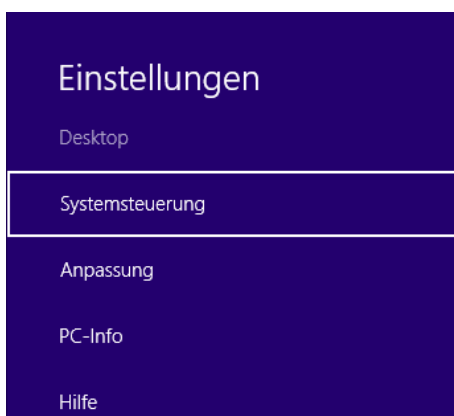 Einstellungen
Desktop
Systemsteuerung
Anpassung
PC-Info
Hilfe